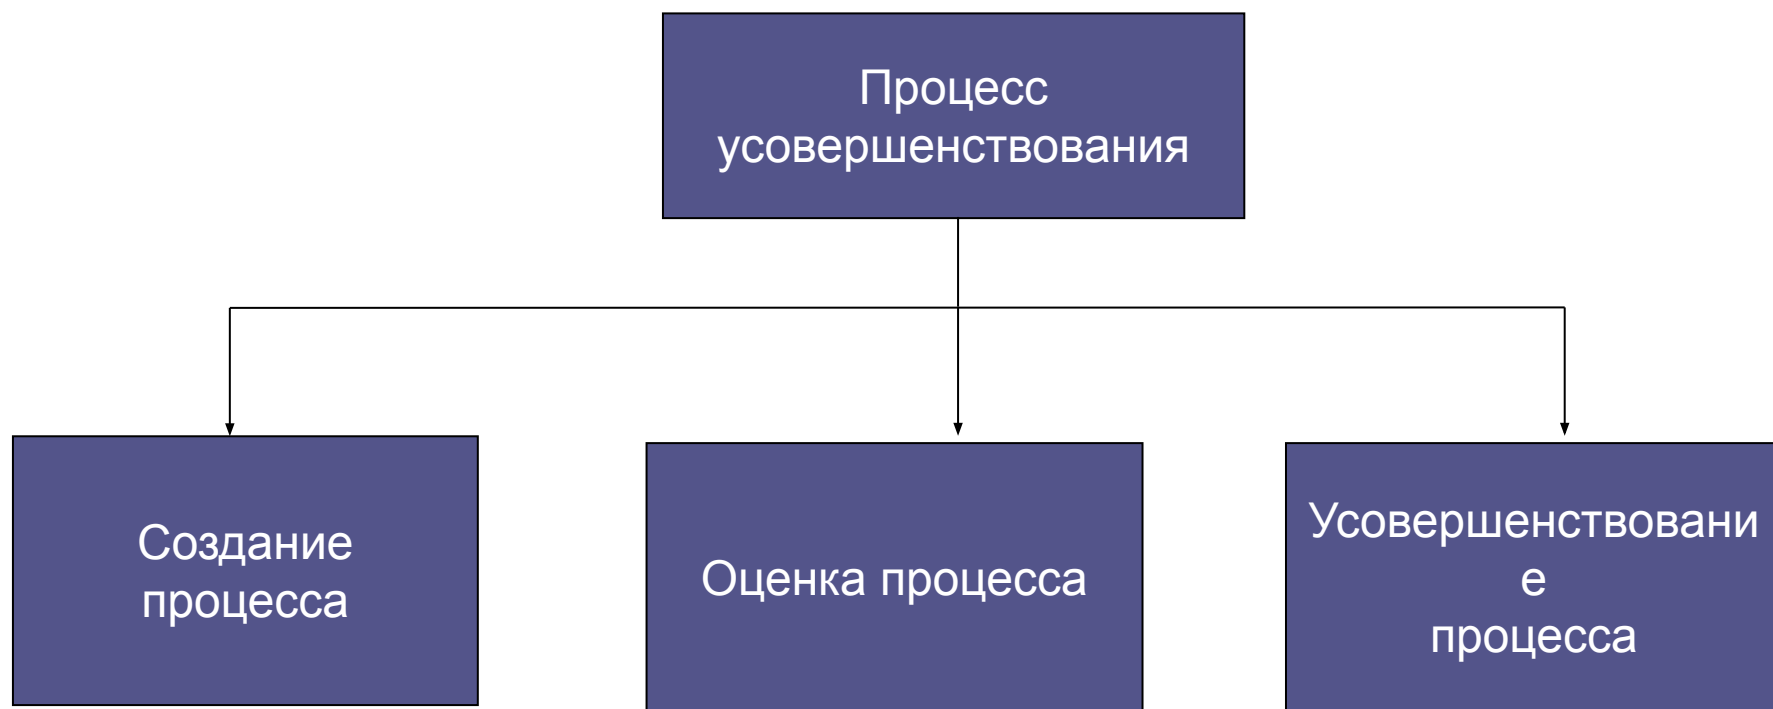 Процесс
усовершенствования
Создание
процесса
Оценка процесса
Усовершенствовани
е
процесса